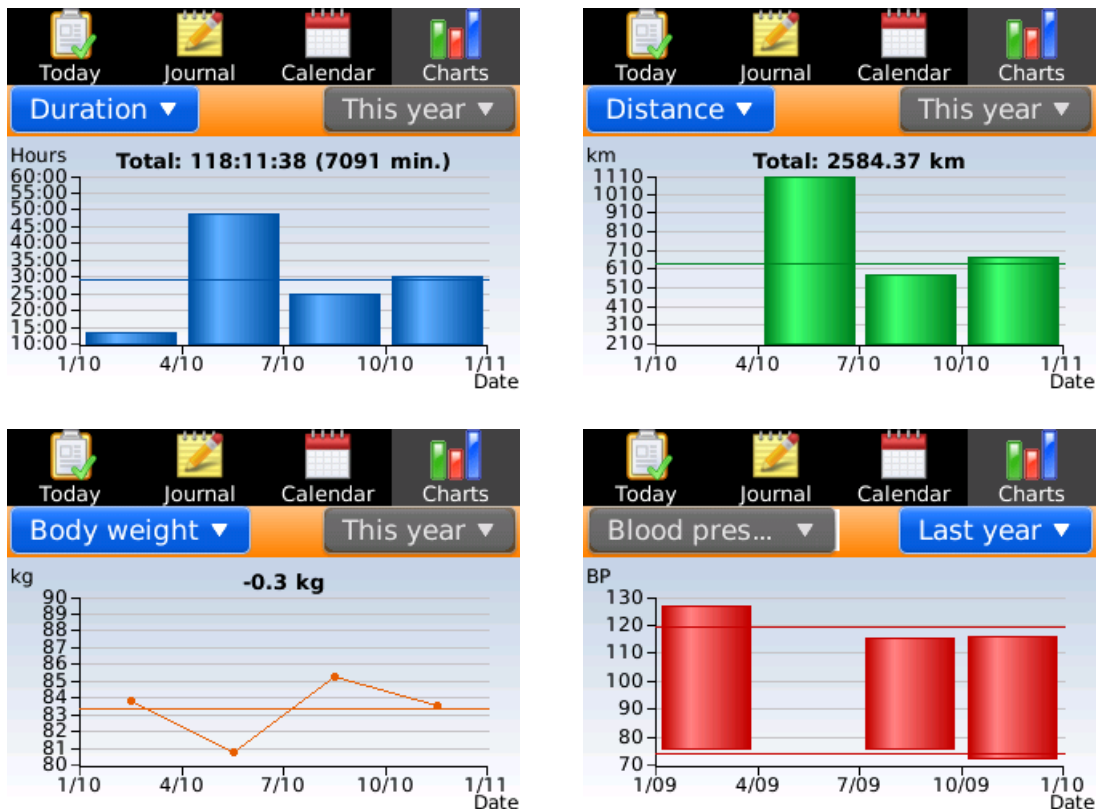 Today Journal Calendar Charts
Duration ▼ This year ▼
Hours
Total: 118:11:38 (7091 min.)
60:00
55:00
50:00
45:00
40:00
35:00
30:00
25:00
20:00
15:00
10:00
1/10 4/10 7/10 10/10 1/11
Date
Today Journal Calendar Charts
Distance ▼ This year ▼
km
Total: 2584.37 km
1110
1010
910
810
710
610
510
410
310
210
1/10 4/10 7/10 10/10 1/11
Date
Today Journal Calendar Charts
Body weight ▼ This year ▼
kg
-0.3 kg
90
89
88
87
86
85
84
83
82
81
80
1/10 4/10 7/10 10/10 1/11
Date
Today Journal Calendar Charts
Blood pres... ▼ Last year ▼
BP
130
120
110
100
90
80
70
1/09 4/09 7/09 10/09 1/10
Date